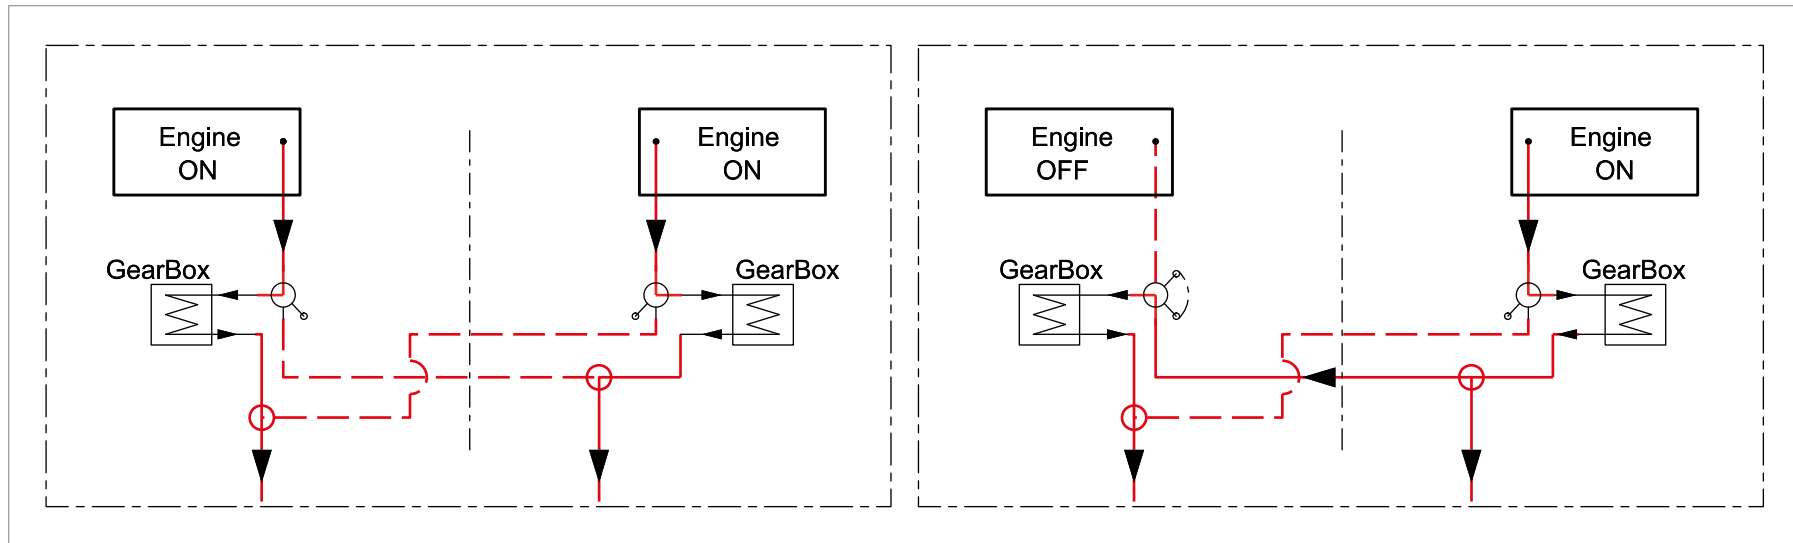 Engine
ON
Engine
ON
GearBox
GearBox
Engine
OFF
Engine
ON
GearBox
GearBox